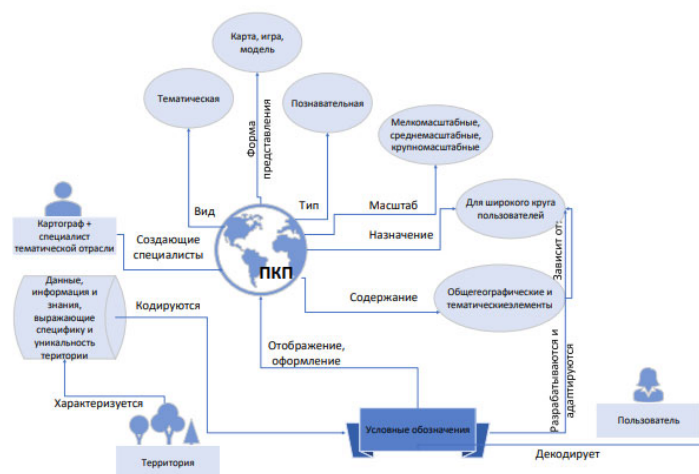 Карта, игра,
модель
Тематическая
Познавательная
Мелкомасштабные,
среднемасштабные,
крупномасштабные
Форма
представления
Тип
Вид
Масштаб
Для широкого круга
пользователей
Назначение
Картограф +
специалист
тематической отрасли
Создающие
специалисты
ПКП
Зависит от:
Содержание
Общегеографические и
тематическиеэлементы
Данные,
информация и
знания,
выражающие
специфику и
уникальность
територии
Кодируются
Отображение,
оформление
Разрабатываются и
адаптируются
Характеризуется
Территория
Условные обозначения
Пользователь
Декодирует